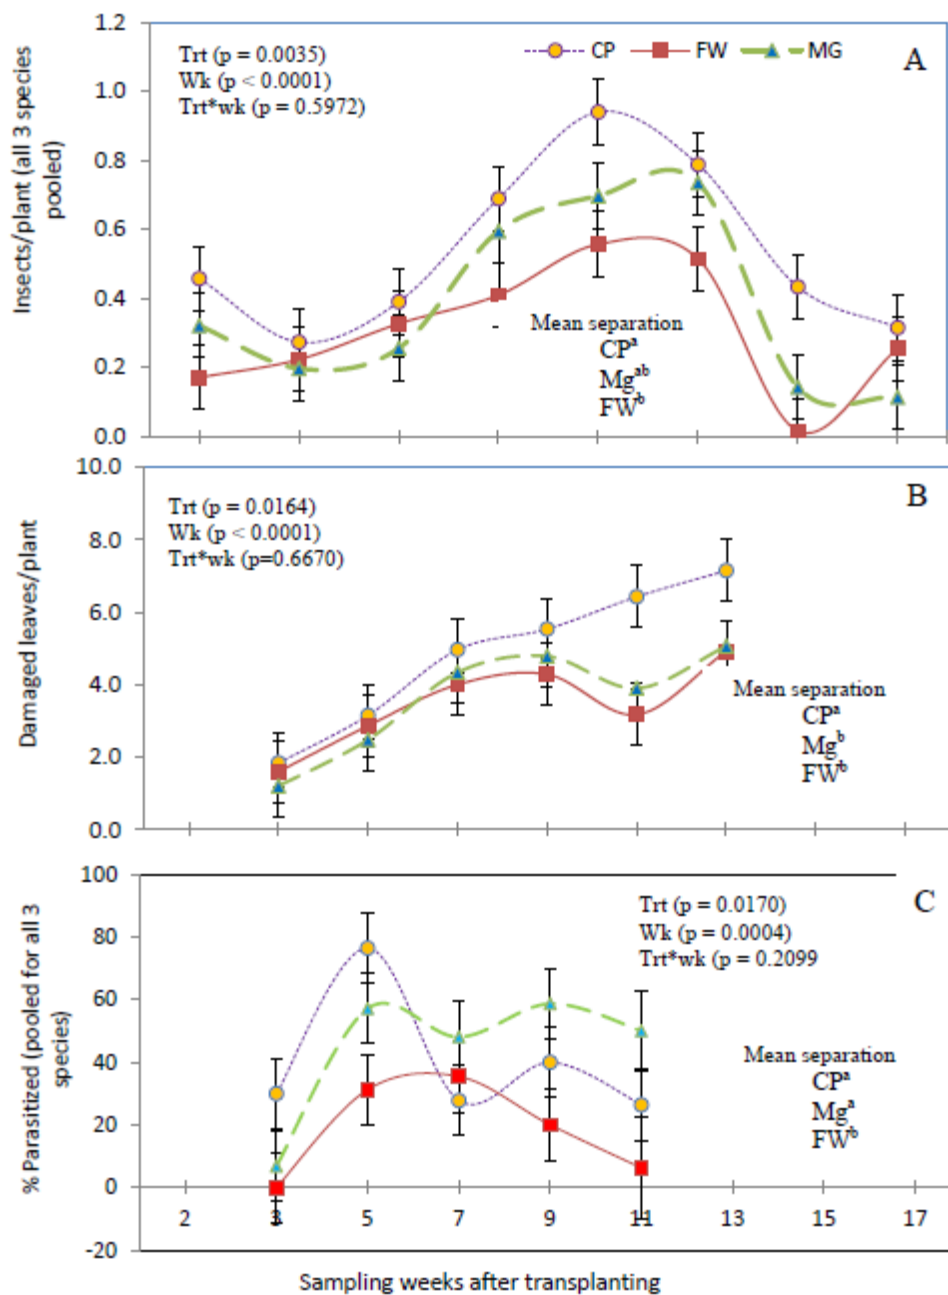 1.2
Trt (p = 0.0035)
Wk (p < 0.0001)
Trt*wk (p = 0.5972)
CP FW MG
A
1.0
0.8
0.6
0.4
0.2
0.0
Insects/plant (all 3 species
pooled)
Mean separation
CPᵃ
Mgᵃᵇ
FWᵇ
10.0
8.0
6.0
4.0
2.0
0.0
Damaged leaves/plant
Trt (p = 0.0164)
Wk (p < 0.0001)
Trt*wk (p=0.6670)
B
Mean separation
CPᵃ
Mgᵇ
FWᵇ
100
80
60
40
20
0
-20
% Parasitized (pooled for all 3
species)
C
Trt (p = 0.0170)
Wk (p = 0.0004)
Trt*wk (p = 0.2099
Mean separation
CPᵃ
Mgᵃ
FWᵇ
2 3 5 7 9 11 13 15 17
Sampling weeks after transplanting